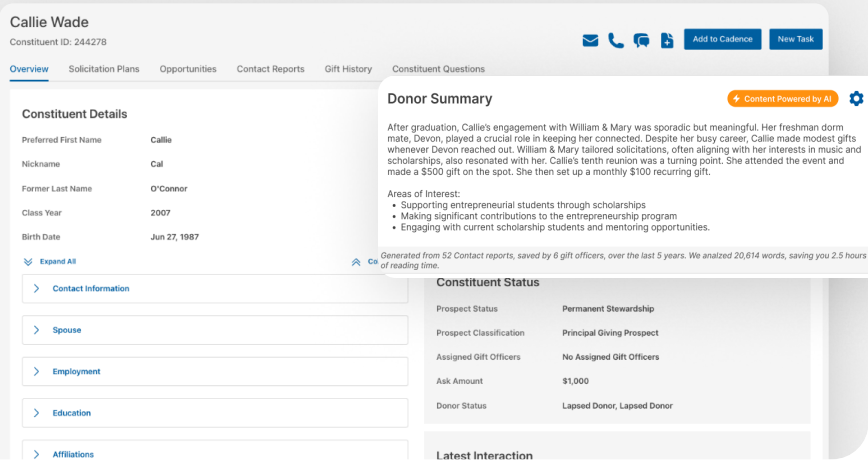 Callie Wade
Constituent ID: 244278
Add to Cadence
New Task
Overview
Solicitation Plans
Opportunities
Contact Reports
Gift History
Constituent Questions
Constituent Details
Preferred First Name
Callie
Nickname
Cal
Former Last Name
O'Connor
Class Year
2007
Birth Date
Jun 27, 1987
Expand All
Contact Information
Spouse
Employment
Education
Affiliations
Donor Summary
Content Powered by AI
After graduation, Callie's engagement with William & Mary was sporadic but meaningful. Her freshman dorm
mate, Devon, played a crucial role in keeping her connected. Despite her busy career, Callie made modest gifts
whenever Devon reached out. William & Mary tailored solicitations, often aligning with her interests in music and
scholarships, also resonated with her. Callie's tenth reunion was a turning point. She attended the event and
made a $500 gift on the spot. She then set up a monthly $100 recurring gift.
Areas of Interest:
• Supporting entrepreneurial students through scholarships
• Making significant contributions to the entrepreneurship program
• Engaging with current scholarship students and mentoring opportunities.
Generated from 52 Contact reports, saved by 6 gift officers, over the last 5 years. We analzed 20,614 words, saving you 2.5 hours
of reading time.
Constituent Status
Prospect Status
Permanent Stewardship
Prospect Classification
Principal Giving Prospect
Assigned Gift Officers
No Assigned Gift Officers
Ask Amount
$1,000
Donor Status
Lapsed Donor, Lapsed Donor
Latest Interaction